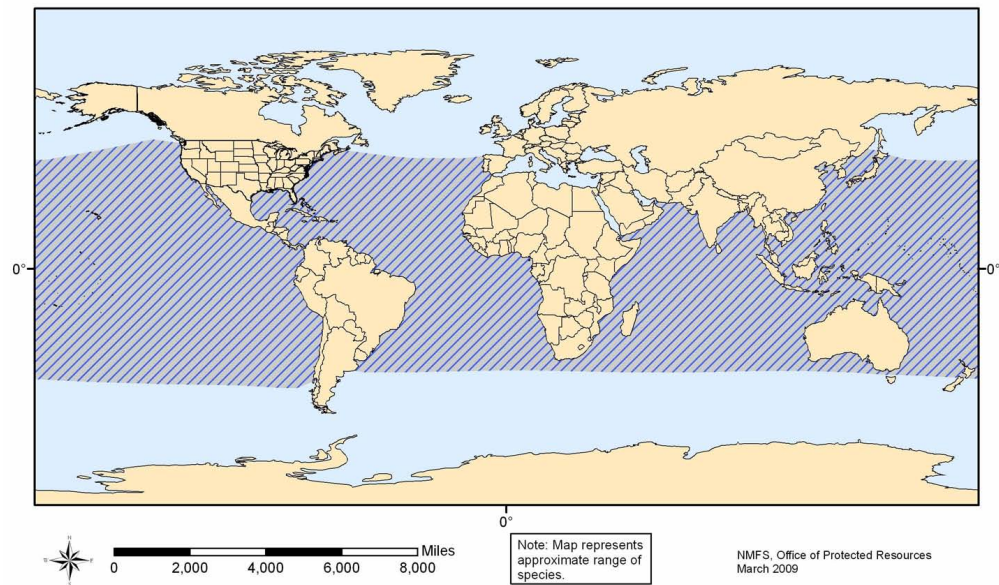 0°
0°
0°
Miles
0 2,000 4,000 6,000 8,000
Note: Map represents
approximate range of
species.
NMFS, Office of Protected Resources
March 2009